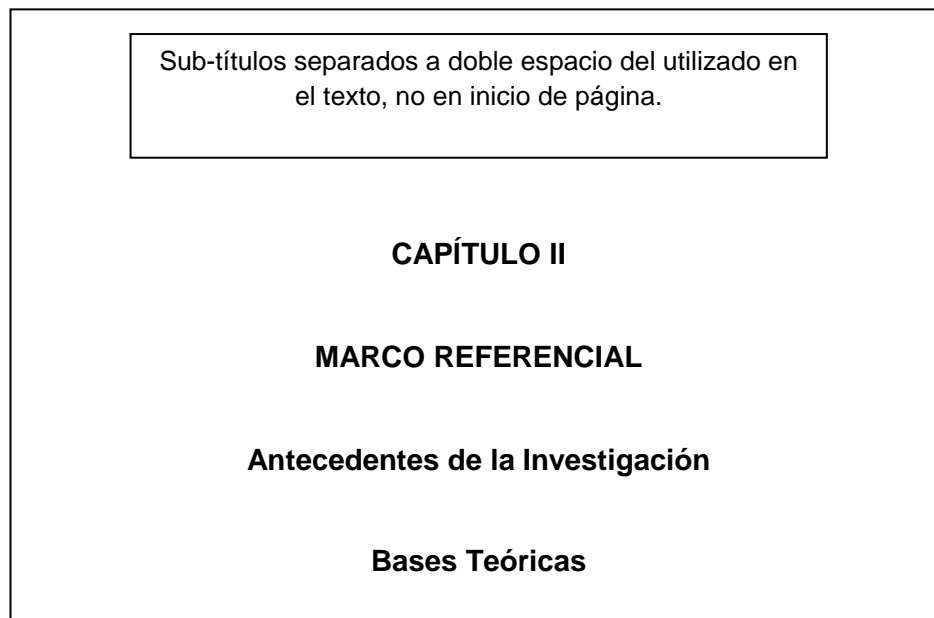 Sub-títulos separados a doble espacio del utilizado en
el texto, no en inicio de página.
CAPÍTULO II
MARCO REFERENCIAL
Antecedentes de la Investigación
Bases Teóricas